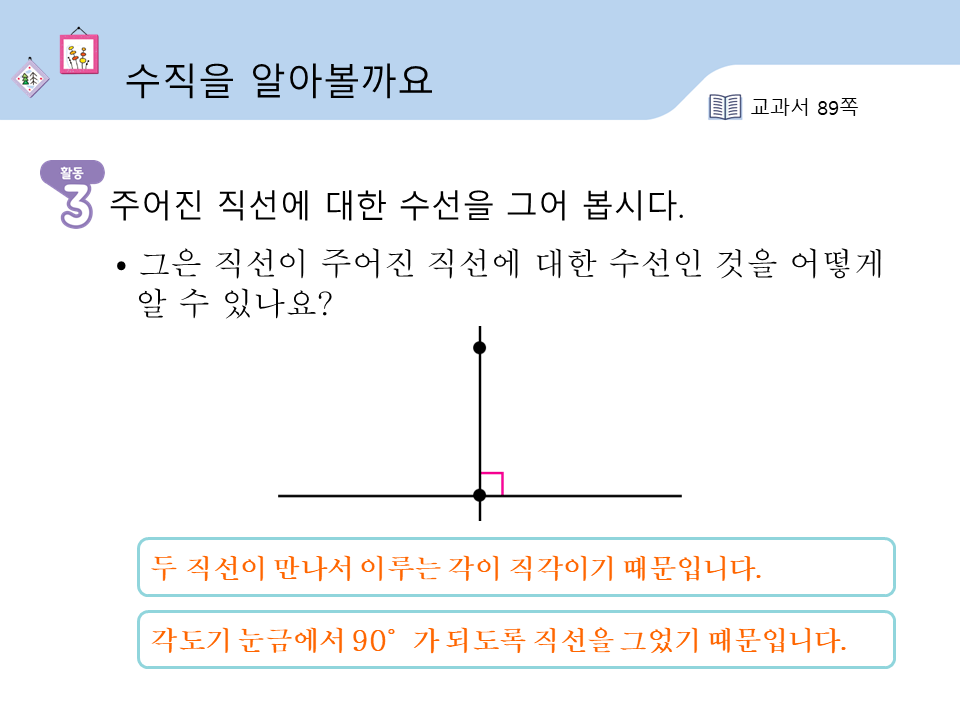 수직을 알아볼까요
교과서 89쪽
활동
3
주어진 직선에 대한 수선을 그어 봅시다.
• 그은 직선이 주어진 직선에 대한 수선인 것을 어떻게
알 수 있나요?
두 직선이 만나서 이루는 각이 직각이기 때문입니다.
각도기 눈금에서 90°가 되도록 직선을 그었기 때문입니다.